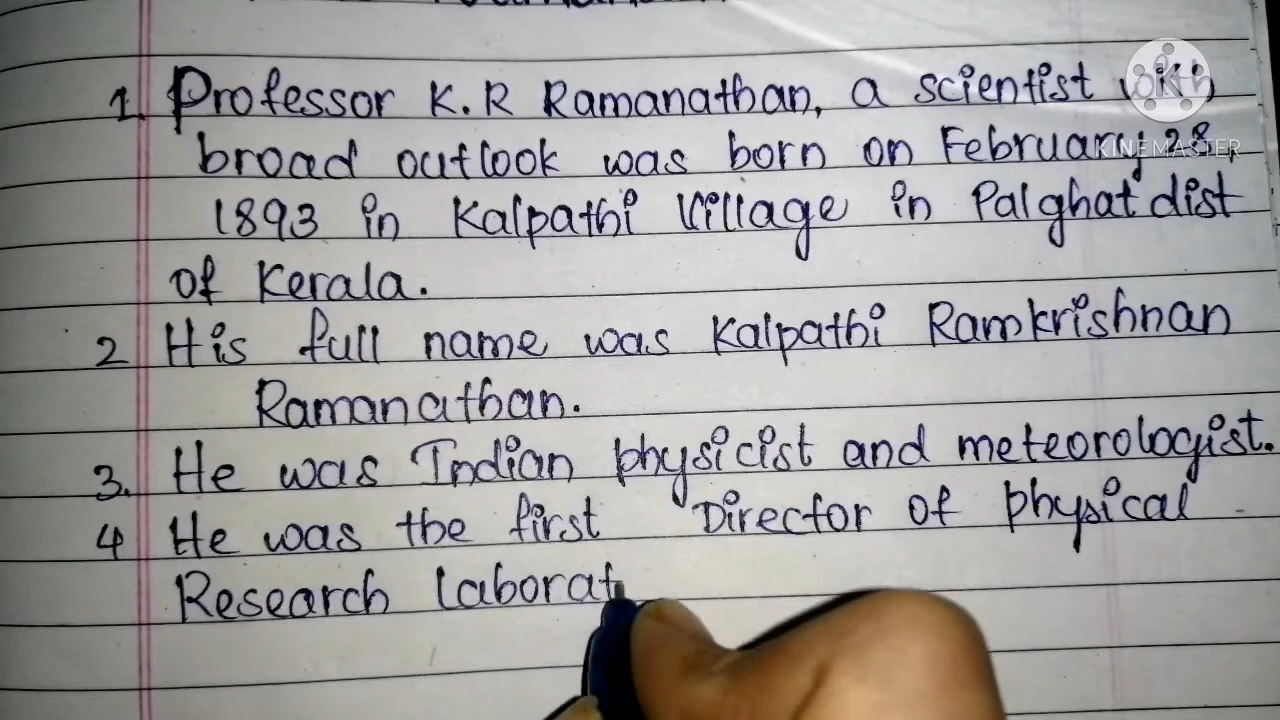 1. Professor K.R Ramanathan, a scientist with
broad outlook was born on February 28,
1893 in Kalpathi Village in Palghat dist
of Kerala.
2 His full name was Kalpathi Ramkrishnan
Ramanathan.
3. He was Indian physicist and meteorologist.
4 He was the first Director of physical
Research Laborat
K
KINEMASTER